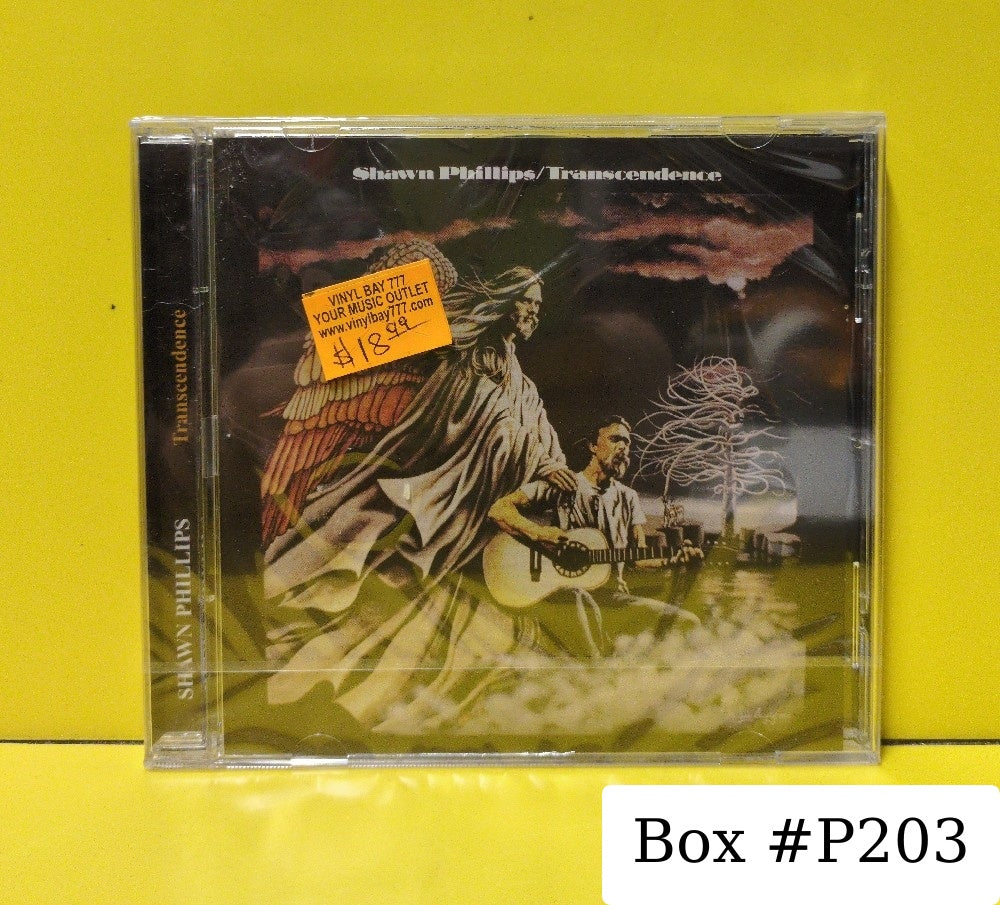 Shawn Phillips/Transcendence
VINYL BAY 777
YOUR MUSIC OUTLET
www.vinylbay777.com
$18.99
SHAWN PHILLIPS Transcendence
Box #P203